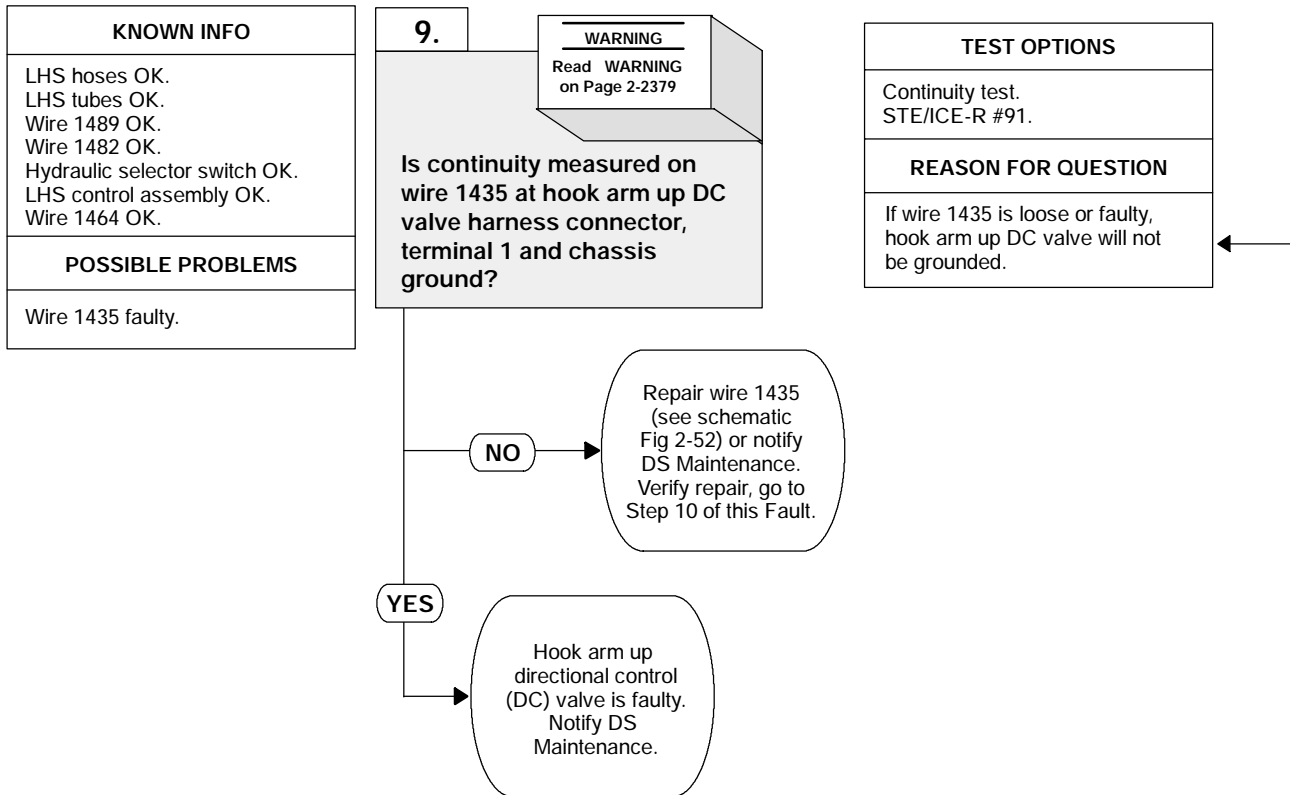 KNOWN INFO
LHS hoses OK.
LHS tubes OK.
Wire 1489 OK.
Wire 1482 OK.
Hydraulic selector switch OK.
LHS control assembly OK.
Wire 1464 OK.
POSSIBLE PROBLEMS
Wire 1435 faulty.
9.
WARNING
Read WARNING
on Page 2-2379
Is continuity measured on
wire 1435 at hook arm up DC
valve harness connector,
terminal 1 and chassis
ground?
TEST OPTIONS
Continuity test.
STE/ICE-R #91.
REASON FOR QUESTION
If wire 1435 is loose or faulty,
hook arm up DC valve will not
be grounded.
NO
Repair wire 1435
(see schematic
Fig 2-52) or notify
DS Maintenance.
Verify repair, go to
Step 10 of this Fault.
YES
Hook arm up
directional control
(DC) valve is faulty.
Notify DS
Maintenance.